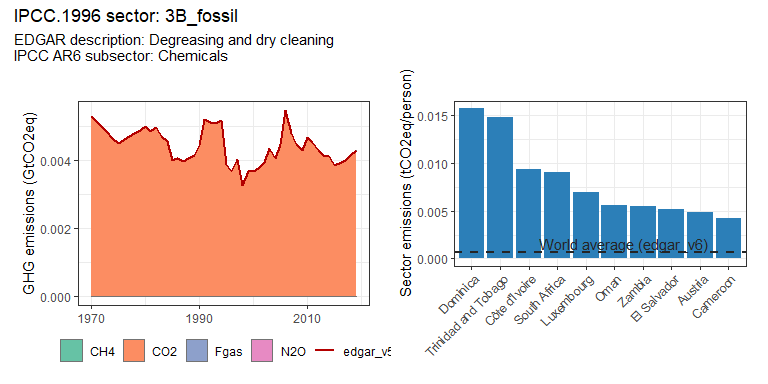 IPCC.1996 sector: 3B_fossil
EDGAR description: Degreasing and dry cleaning
IPCC AR6 subsector: Chemicals
GHG emissions (GtCO2eq)
0.004
0.002
0.000
1970
1990
2010
CH4
CO2
Fgas
N2O
edgar_v6
Sector emissions (tCO2eq/person)
0.015
0.010
0.005
0.000
World average (edgar_v6)
Dominica
Trinidad and Tobago
Côte d'Ivoire
South Africa
Luxembourg
Oman
Zambia
El Salvador
Austria
Cameroon